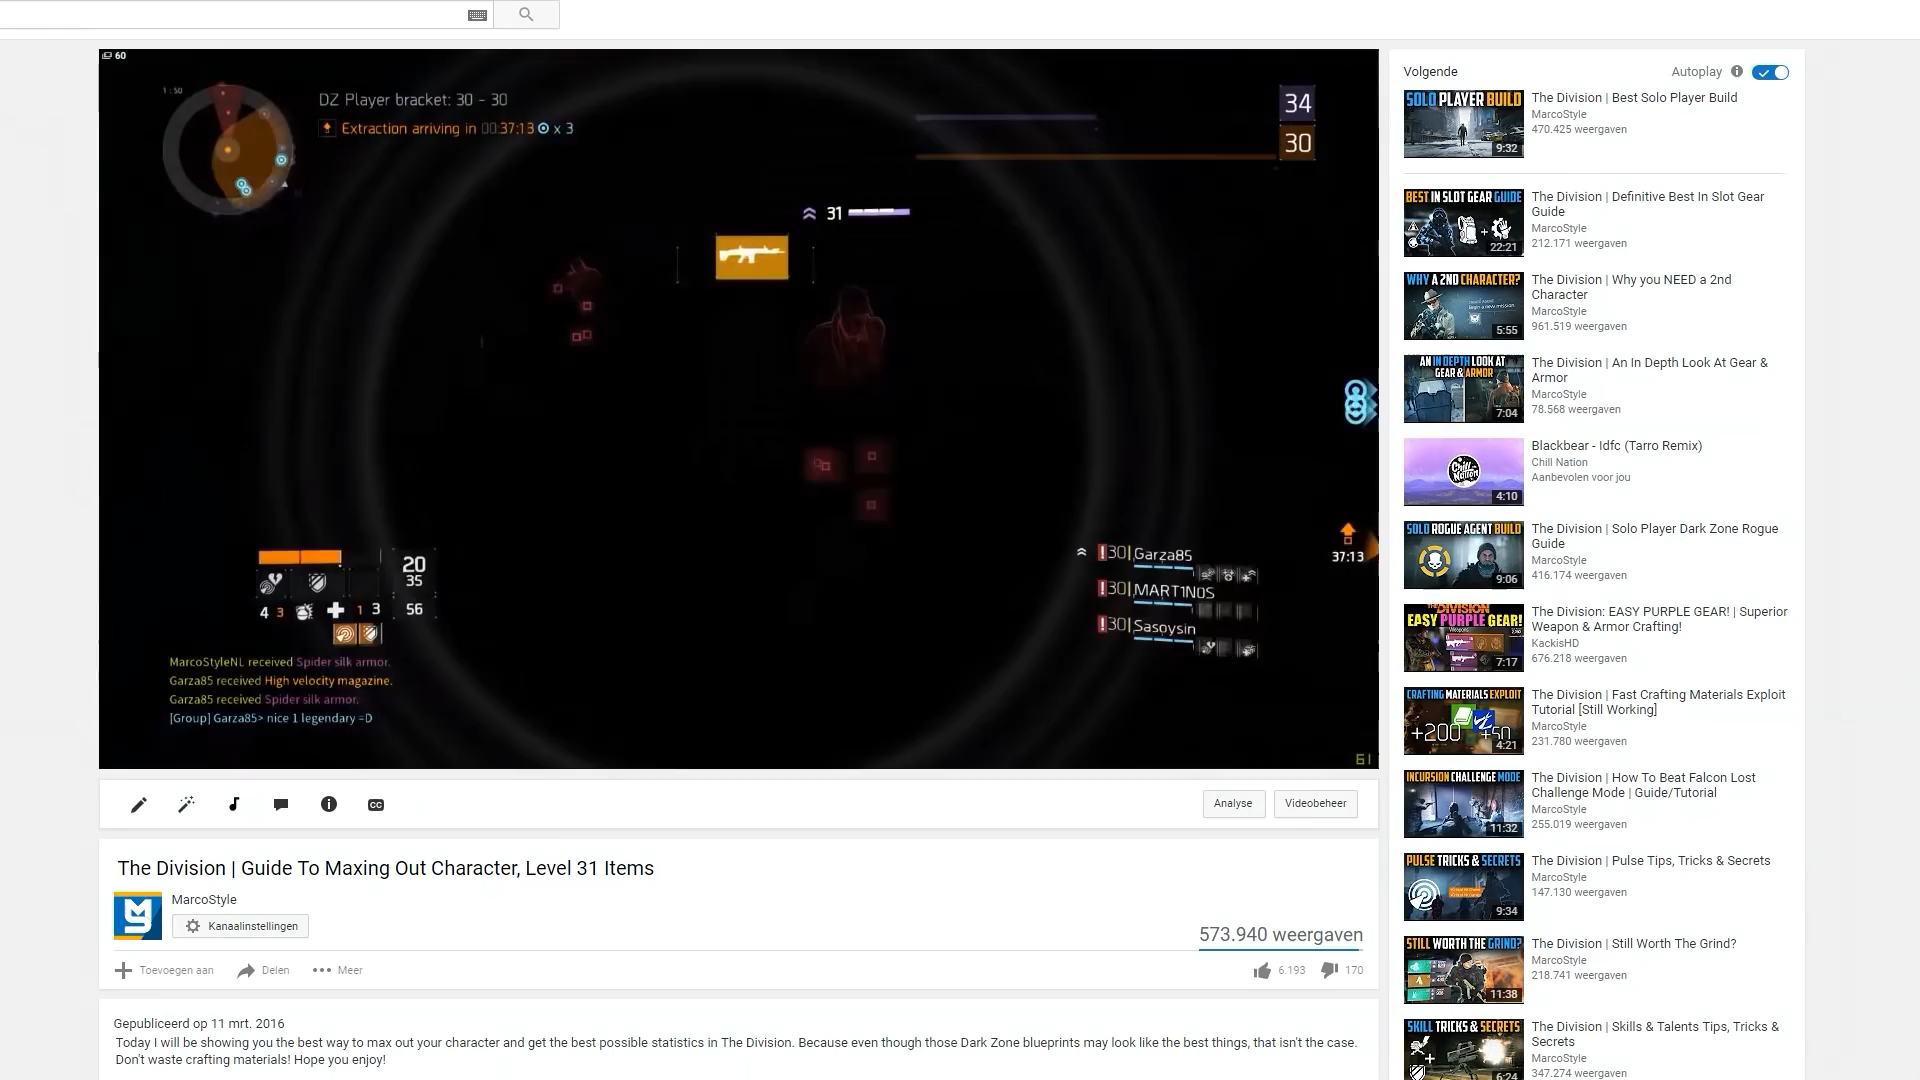 60
1 : 50
DZ Player bracket: 30 - 30
Extraction arriving in 00:37:13 x 3
34
30
31
37:13
20
35
56
4 3 1 3
30 Garza85
30 MART1N0S
30 Sasoysin
MarcoStyleNL received Spider silk armor.
Garza85 received High velocity magazine.
Garza85 received Spider silk armor.
[Group] Garza85> nice 1 legendary =D
61
CC
Analyse
Videobeheer
The Division | Guide To Maxing Out Character, Level 31 Items
MarcoStyle
Kanaalinstellingen
573.940 weergaven
Toevoegen aan
Delen
Meer
6.193
170
Gepubliceerd op 11 mrt. 2016
Today I will be showing you the best way to max out your character and get the best possible statistics in The Division. Because even though those Dark Zone blueprints may look like the best things, that isn't the case.
Don't waste crafting materials! Hope you enjoy!
Volgende
Autoplay
SOLO PLAYER BUILD
9:32
The Division | Best Solo Player Build
MarcoStyle
470.425 weergaven
BEST IN SLOT GEAR GUIDE
22:21
The Division | Definitive Best In Slot Gear
Guide
MarcoStyle
212.171 weergaven
WHY A 2ND CHARACTER?
5:55
The Division | Why you NEED a 2nd
Character
MarcoStyle
961.519 weergaven
AN IN DEPTH LOOK AT
GEAR & ARMOR
7:04
The Division | An In Depth Look At Gear &
Armor
MarcoStyle
78.568 weergaven
Chill
Nation
4:10
Blackbear - Idfc (Tarro Remix)
Chill Nation
Aanbevolen voor jou
SOLO ROGUE AGENT BUILD
9:06
The Division | Solo Player Dark Zone Rogue
Guide
MarcoStyle
416.174 weergaven
THE DIVISION
EASY PURPLE GEAR!
7:17
The Division: EASY PURPLE GEAR! | Superior
Weapon & Armor Crafting!
KackisHD
676.218 weergaven
CRAFTING MATERIALS EXPLOIT
+200 +50
4:21
The Division | Fast Crafting Materials Exploit
Tutorial [Still Working]
MarcoStyle
231.780 weergaven
INCURSION CHALLENGE MODE
11:32
The Division | How To Beat Falcon Lost
Challenge Mode | Guide/Tutorial
MarcoStyle
255.019 weergaven
PULSE TRICKS & SECRETS
9:34
The Division | Pulse Tips, Tricks & Secrets
MarcoStyle
147.130 weergaven
STILL WORTH THE GRIND?
11:38
The Division | Still Worth The Grind?
MarcoStyle
218.741 weergaven
SKILL TRICKS & SECRETS
6:24
The Division | Skills & Talents Tips, Tricks &
Secrets
MarcoStyle
347.274 weergaven